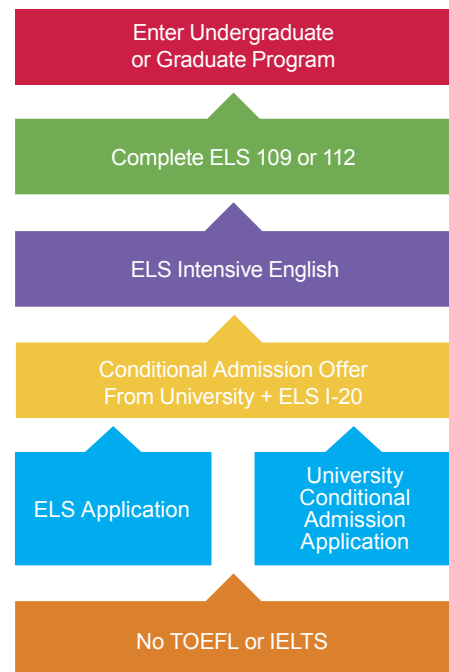 Enter Undergraduate
or Graduate Program
Complete ELS 109 or 112
ELS Intensive English
Conditional Admission Offer
From University + ELS I-20
ELS Application
University
Conditional
Admission
Application
No TOEFL or IELTS